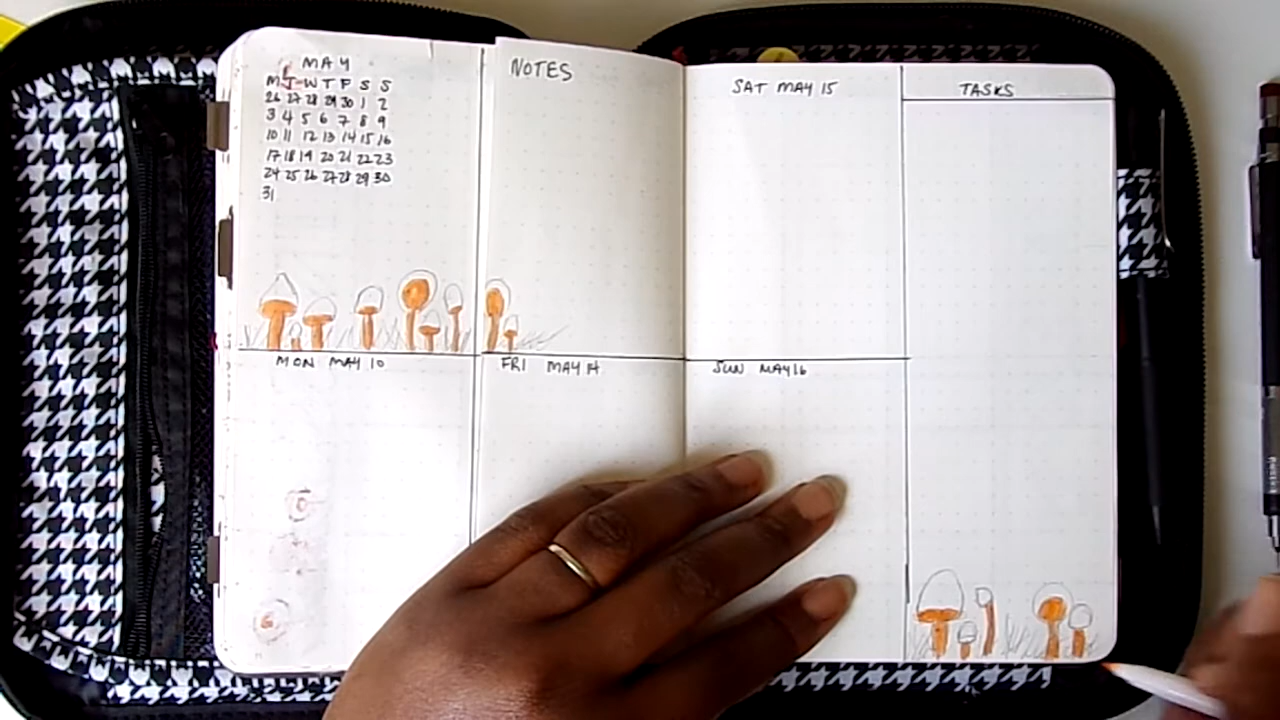 MAY
M T W T F S S
26 27 28 29 30 1 2
3 4 5 6 7 8 9
10 11 12 13 14 15 16
17 18 19 20 21 22 23
24 25 26 27 28 29 30
31
NOTES
SAT MAY 15
TASKS
MON MAY 10
FRI MAY 14
SUN MAY 16